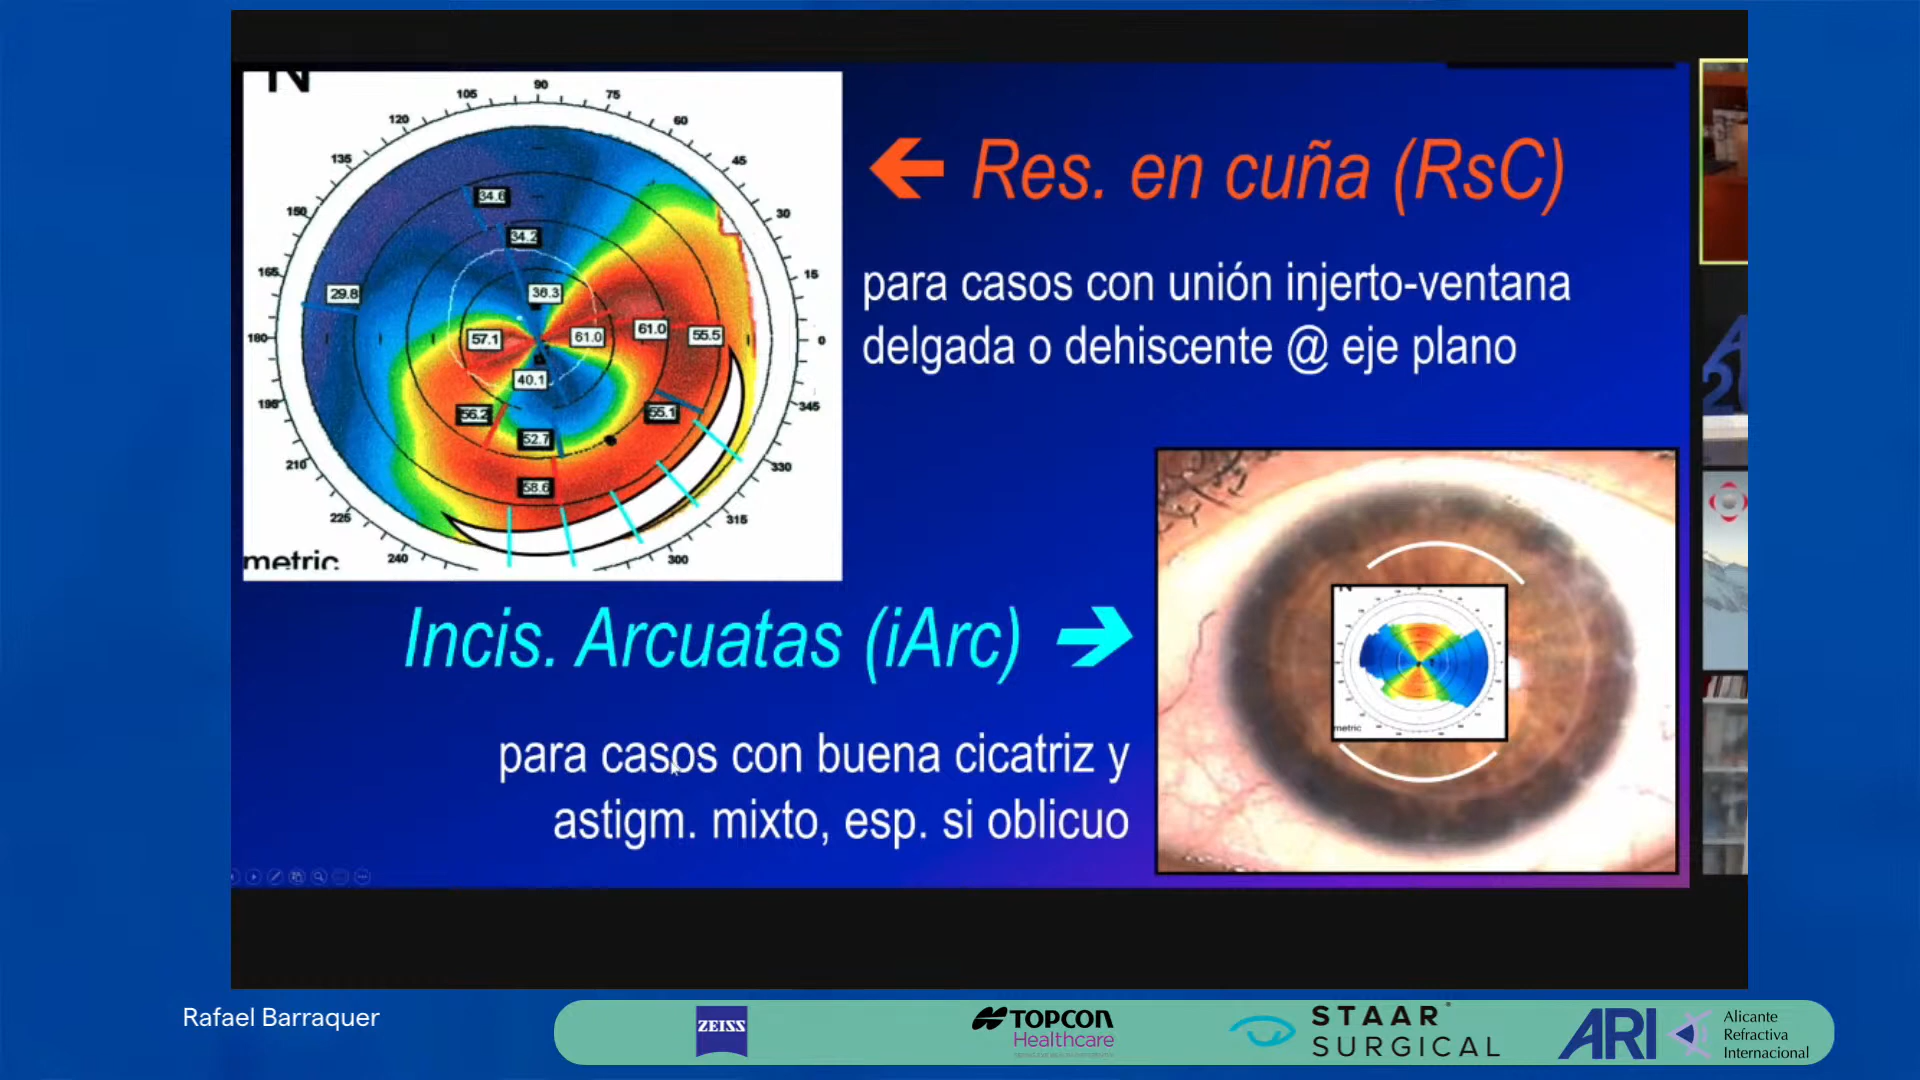 N
90
105
75
120
60
135
45
150
30
165
15
180
0
195
345
210
330
225
315
240
300
34.6
34.2
29.8
36.3
57.1
61.0
61.0
55.5
40.1
56.2
55.1
52.7
58.6
metric
← Res. en cuña (RsC)
para casos con unión injerto-ventana
delgada o dehiscente @ eje plano
Incis. Arcuatas (iArc) →
para casos con buena cicatriz y
astigm. mixto, esp. si oblicuo
N
metric
Rafael Barraquer
ZEISS
TOPCON
Healthcare
STAAR
SURGICAL
ARI
Alicante
Refractiva
Internacional